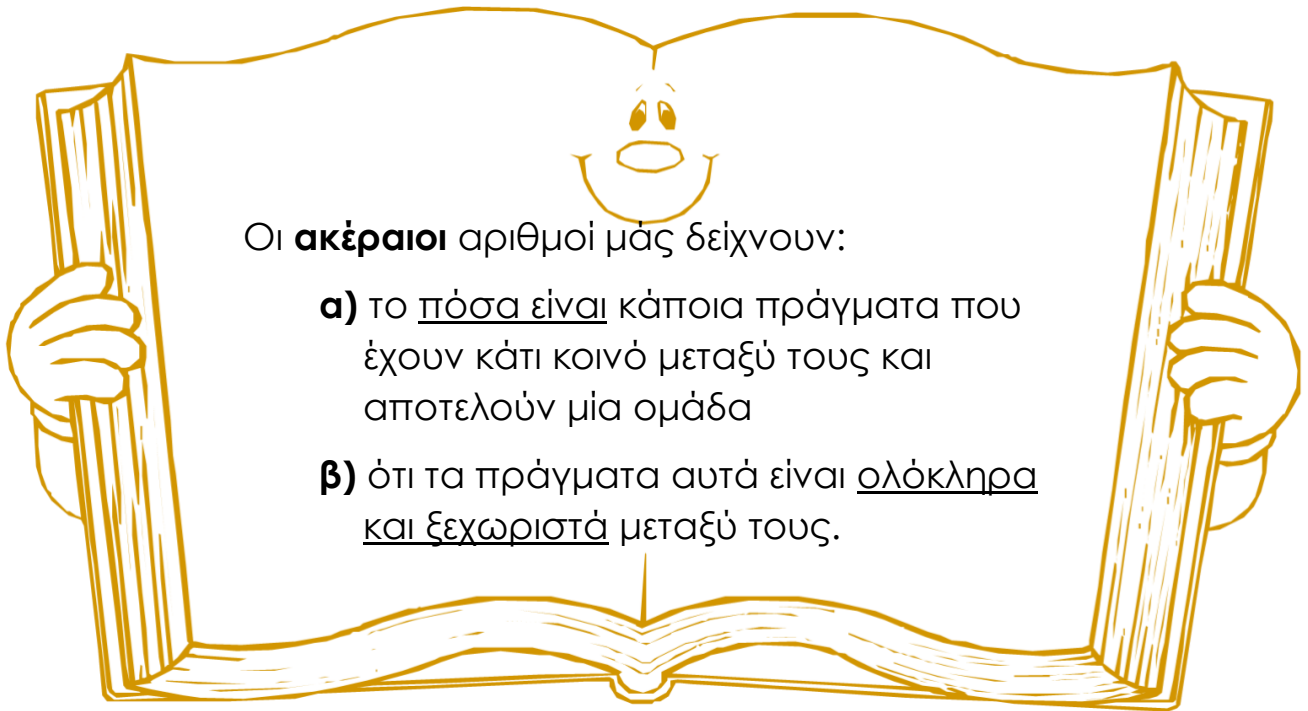 Οι ακέραιοι αριθμοί μάς δείχνουν:
α) το πόσα είναι κάποια πράγματα που
έχουν κάτι κοινό μεταξύ τους και
αποτελούν μία ομάδα
β) ότι τα πράγματα αυτά είναι ολόκληρα
και ξεχωριστά μεταξύ τους.